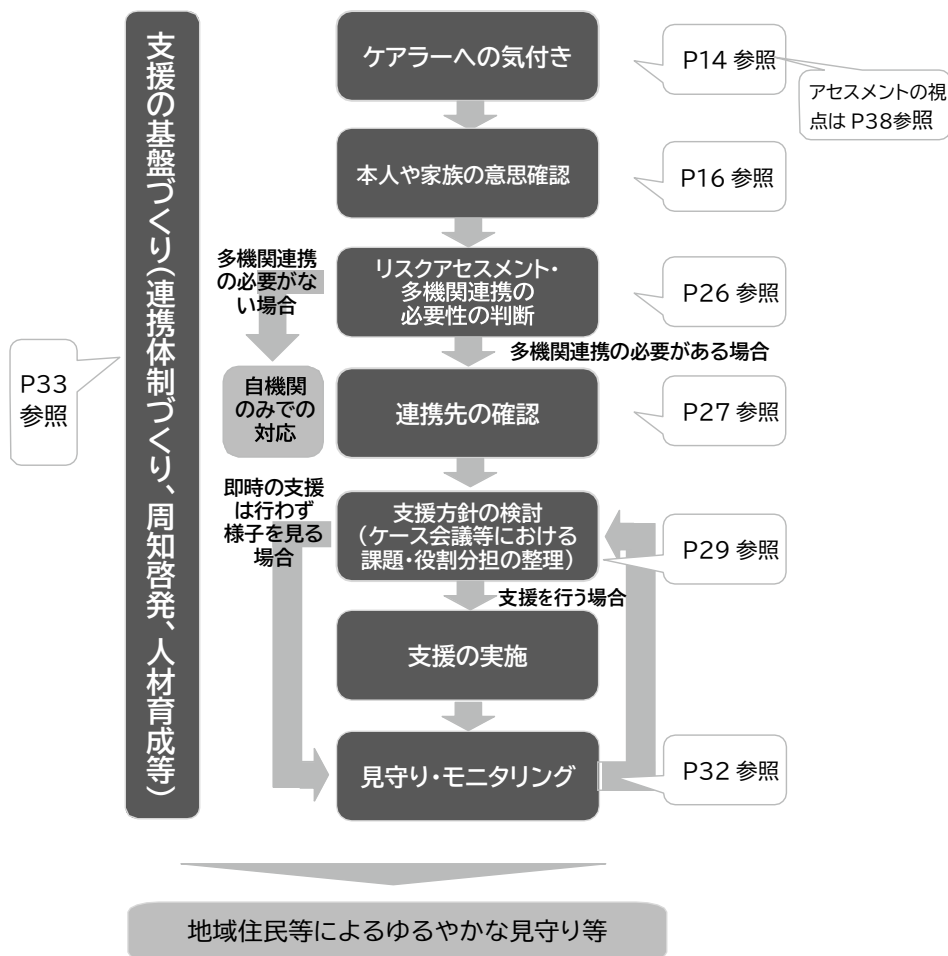 支援の基盤づくり(連携体制づくり、周知啓発、人材育成等)
P33
参照
ケアラーへの気付き
P14 参照
アセスメントの視
点は P38参照
本人や家族の意思確認
P16 参照
リスクアセスメント・
多機関連携の
必要性の判断
P26 参照
多機関連携
の必要がな
い場合
自機関
のみでの
対応
多機関連携の必要がある場合
連携先の確認
P27 参照
即時の支援
は行わず
様子を見る
場合
支援方針の検討
(ケース会議等における
課題・役割分担の整理)
P29 参照
支援を行う場合
支援の実施
見守り・モニタリング
P32 参照
地域住民等によるゆるやかな見守り等